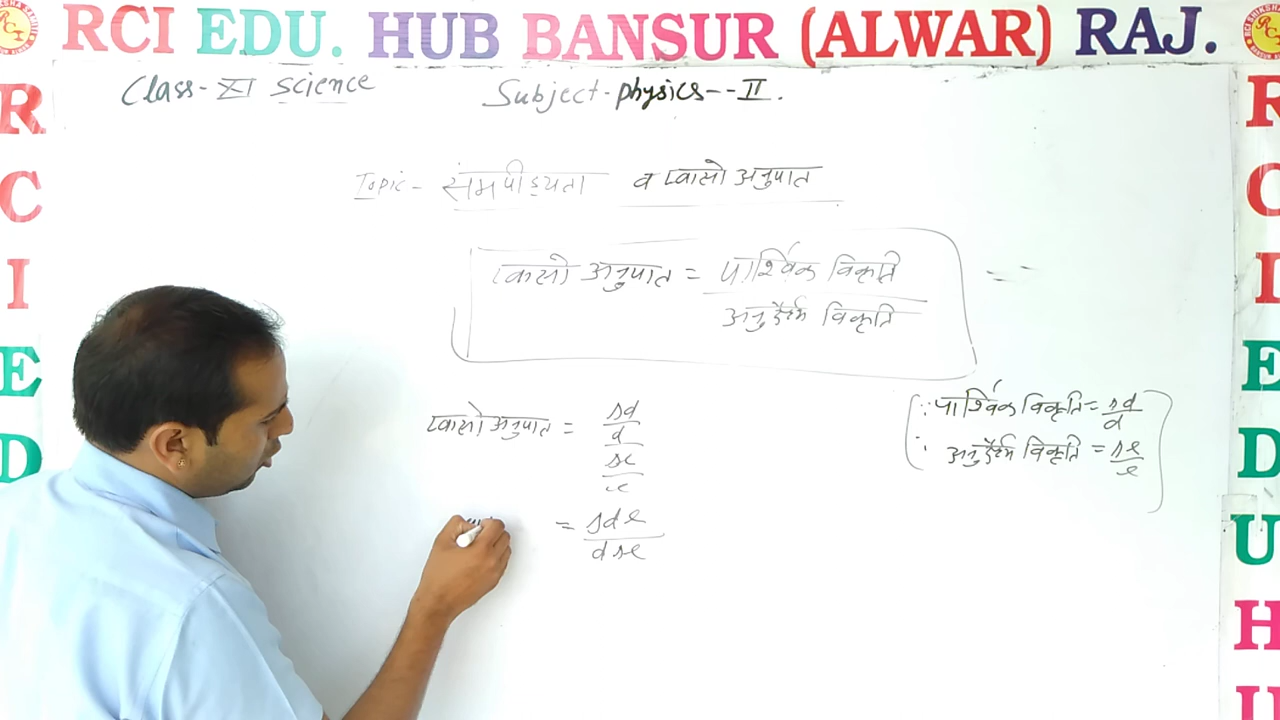 RCI EDU. HUB BANSUR (ALWAR) RAJ.
Class- XI science Subject-physics--II.
Topic- संमपीड्यता व प्वासो अनुपात
प्वासो अनुपात = पार्श्विक विकृति
अनुदैर्ध्य विकृति
प्वासो अनुपात = Δd/d
Δl/l
∵ पार्श्विक विकृति = Δd/d
∵ अनुदैर्ध्य विकृति = Δl/l
= Δd l
d Δl
R
C
I
E
D
R
C
I
E
D
U
H
U